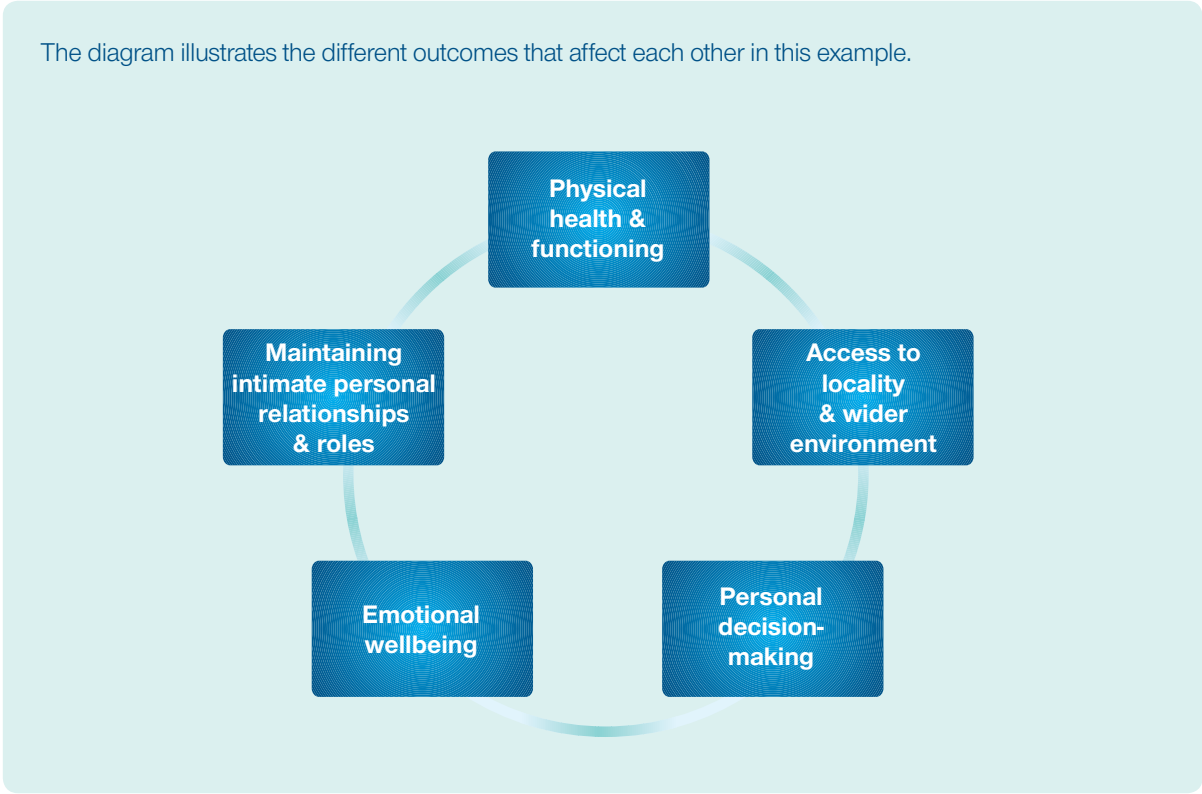 The diagram illustrates the different outcomes that affect each other in this example.
Physical
health &
functioning
Maintaining
intimate personal
relationships
& roles
Access to
locality
& wider
environment
Emotional
wellbeing
Personal
decision-
making